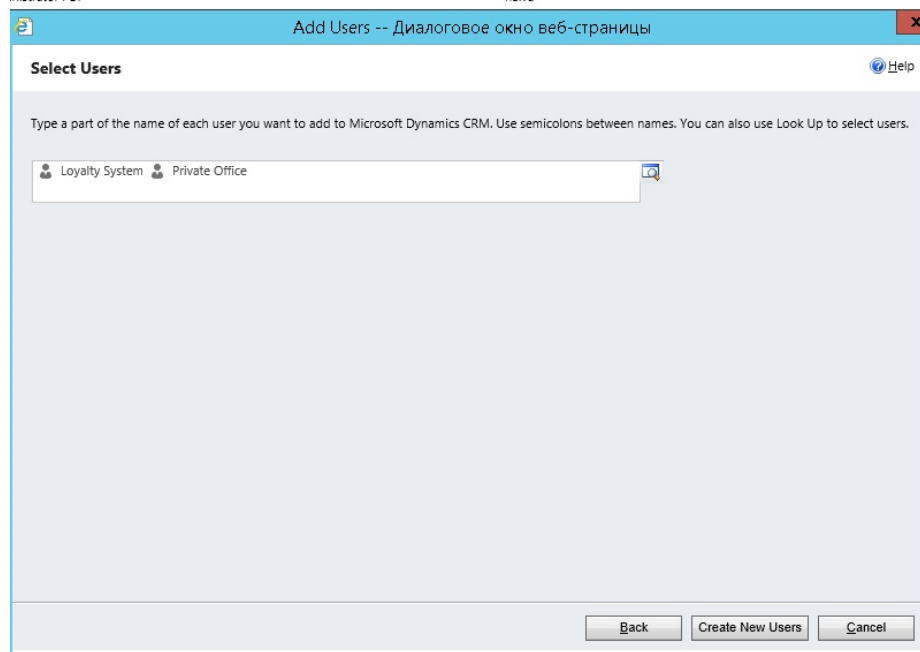 Add Users -- Диалоговое окно веб-страницы
x
Select Users
Help
Type a part of the name of each user you want to add to Microsoft Dynamics CRM. Use semicolons between names. You can also use Look Up to select users.
Loyalty System Private Office
Back Create New Users Cancel